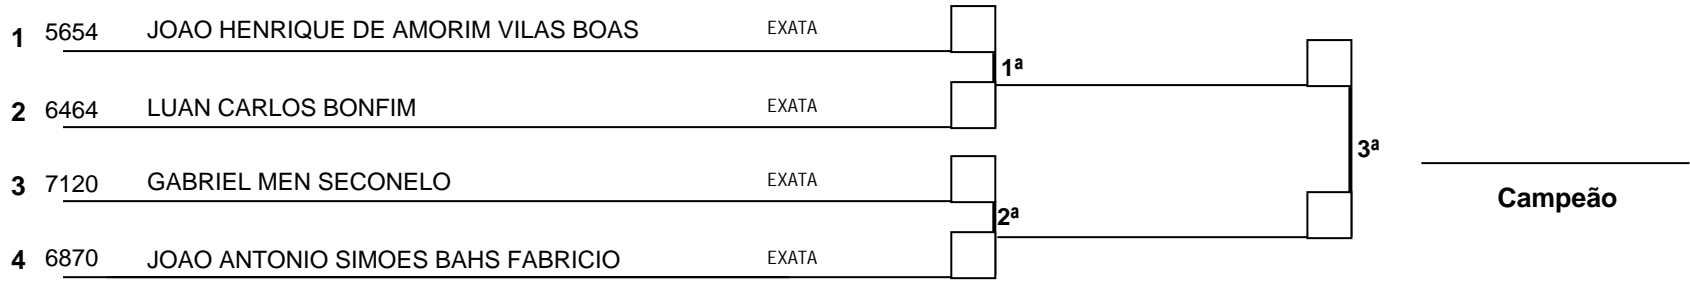 1 5654 JOAO HENRIQUE DE AMORIM VILAS BOAS EXATA
1ª
2 6464 LUAN CARLOS BONFIM EXATA
3ª
3 7120 GABRIEL MEN SECONELO EXATA
Campeão
2ª
4 6870 JOAO ANTONIO SIMOES BAHS FABRICIO EXATA